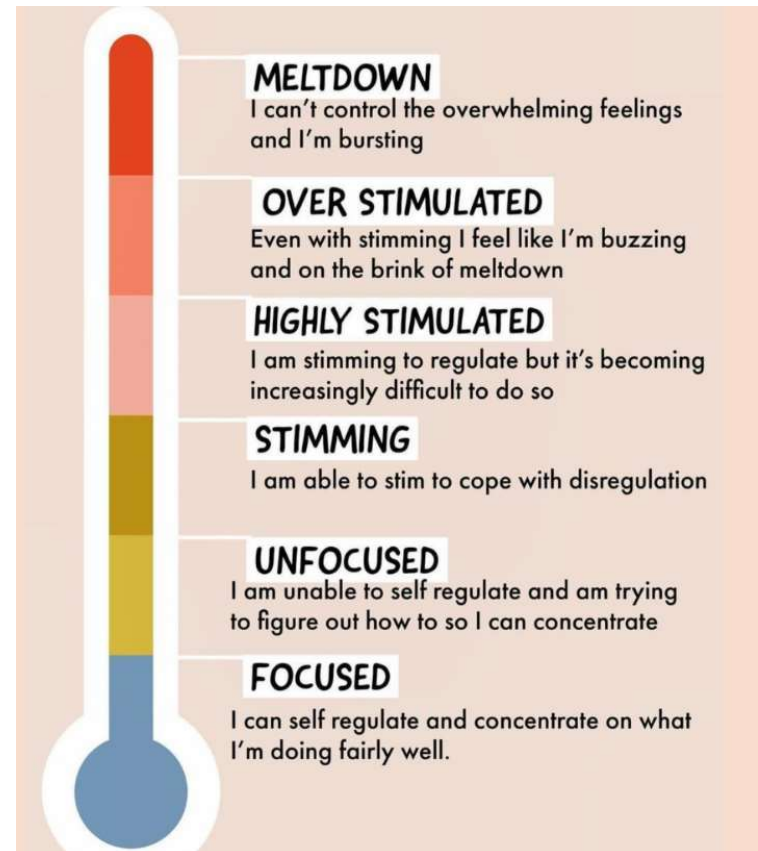 MELTDOWN
I can't control the overwhelming feelings
and I'm bursting
OVER STIMULATED
Even with stimming I feel like I'm buzzing
and on the brink of meltdown
HIGHLY STIMULATED
I am stimming to regulate but it's becoming
increasingly difficult to do so
STIMMING
I am able to stim to cope with disregulation
UNFOCUSED
I am unable to self regulate and am trying
to figure out how to so I can concentrate
FOCUSED
I can self regulate and concentrate on what
I'm doing fairly well.